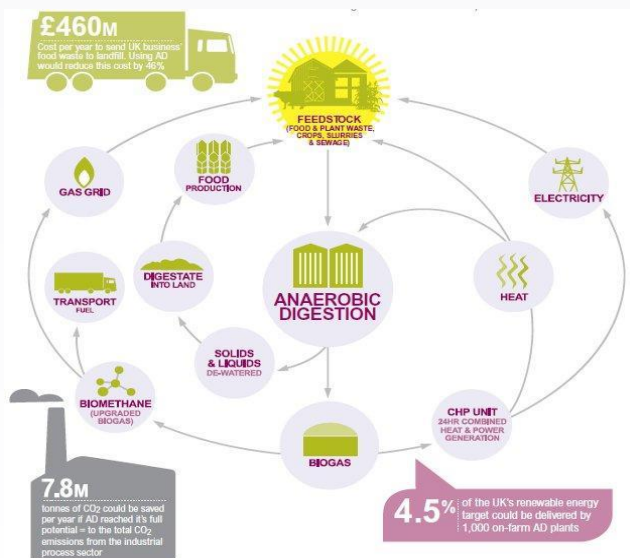 £460M
Cost per year to send UK business
food waste to landfill. Using AD
would reduce this cost by 46%
FEEDSTOCK
(FOOD & PLANT WASTE,
CROPS, SLURRIES
& SEWAGE)
GAS GRID
FOOD
PRODUCTION
ELECTRICITY
TRANSPORT
FUEL
DIGESTATE
INTO LAND
ANAEROBIC
DIGESTION
HEAT
SOLIDS
& LIQUIDS
DE-WATERED
BIOMETHANE
(UPGRADED
BIOGAS)
BIOGAS
CHP UNIT
24HR COMBINED
HEAT & POWER
GENERATION
7.8M
tonnes of CO2 could be saved
per year if AD reached it's full
potential = to the total CO2
emissions from the industrial
process sector
4.5%
of the UK's renewable energy
target could be delivered by
1,000 on-farm AD plants